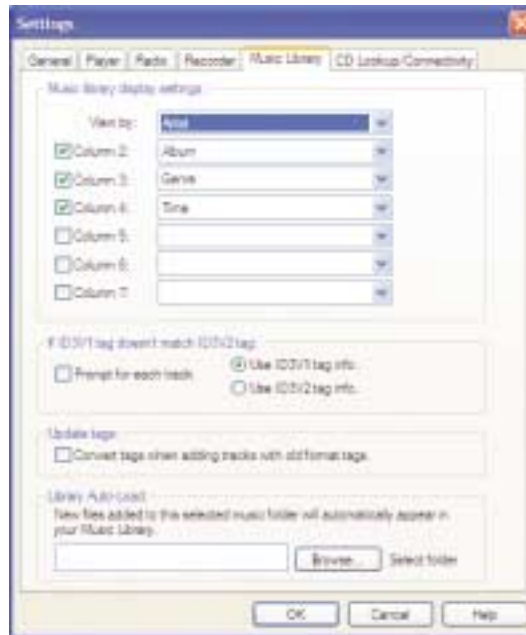 Settings
General Player Radio Recorder Music Library CD Lookup/Connectivity
Music library display settings
View by: Artist
Column 2: Album
Column 3: Genre
Column 4: Time
Column 5:
Column 6:
Column 7:
If ID3V1 tag doesn't match ID3V2 tag:
Prompt for each track Use ID3V1 tag info.
Use ID3V2 tag info.
Update tags
Convert tags when adding tracks with old format tags.
Library Auto-Load
New files added to this selected music folder will automatically appear in
your Music Library.
Browse... Select folder
OK Cancel Help